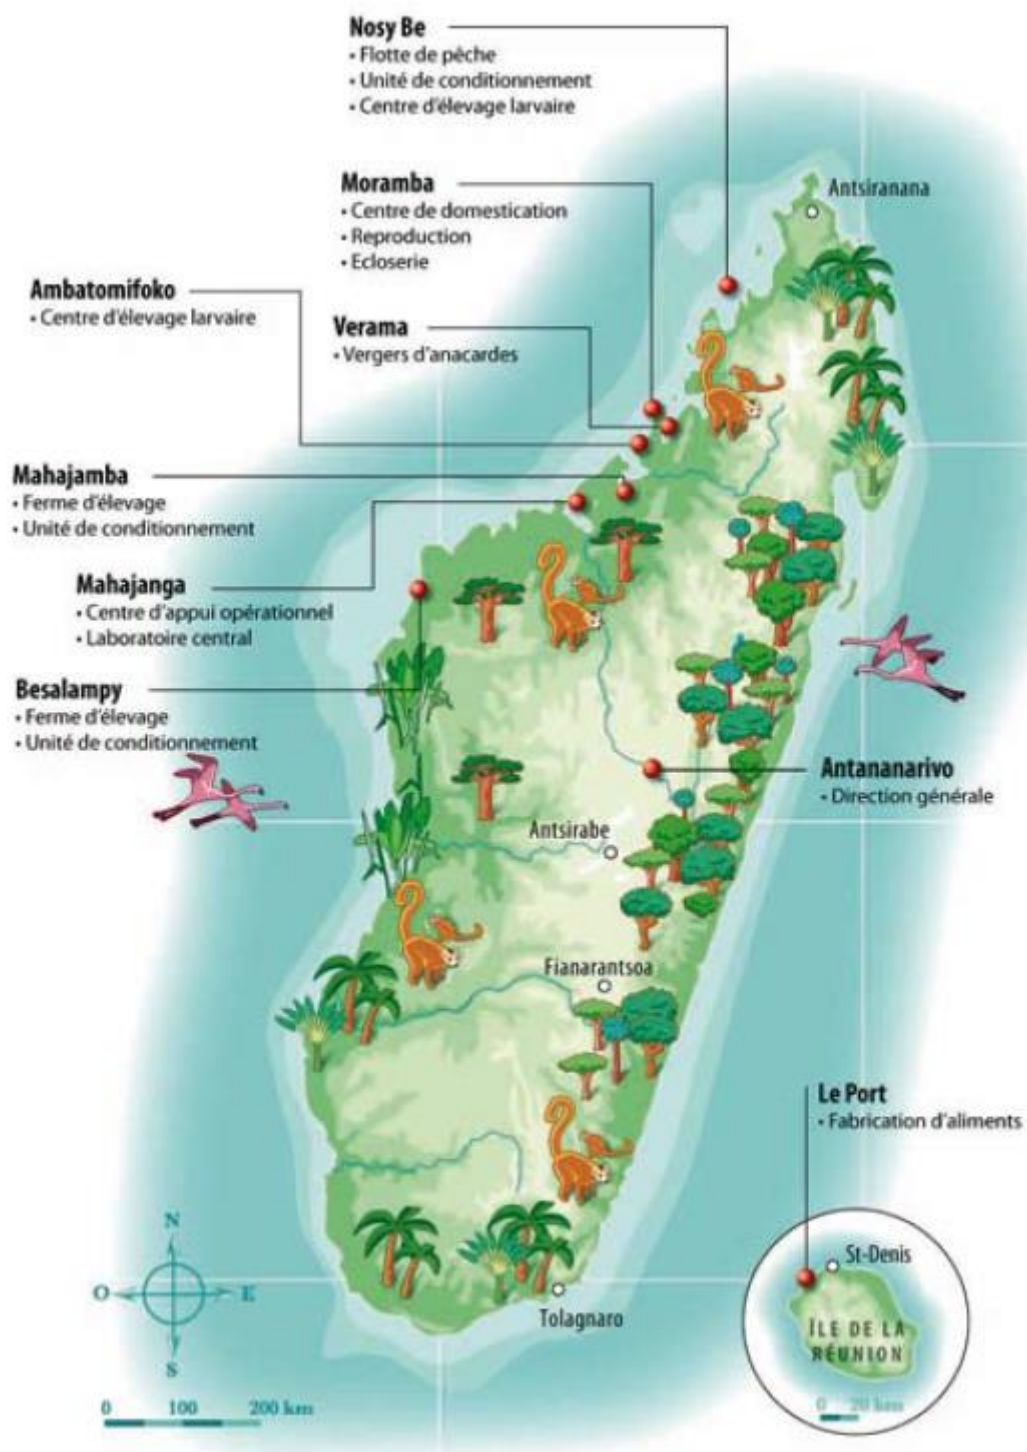 Nosy Be
• Flotte de pêche
• Unité de conditionnement
• Centre d'élevage larvaire
Antsiranana
Moramba
• Centre de domestication
• Reproduction
• Ecloserie
Ambatomifoko
• Centre d'élevage larvaire
Verama
• Vergers d'anacardes
Mahajamba
• Ferme d'élevage
• Unité de conditionnement
Mahajanga
• Centre d'appui opérationnel
• Laboratoire central
Besalampy
• Ferme d'élevage
• Unité de conditionnement
Antananarivo
• Direction générale
Antsirabe
Fianarantsoa
Le Port
• Fabrication d'aliments
St-Denis
ÎLE DE LA
RÉUNION
0 20 km
Tolagnaro
N
O E
S
0 100 200 km